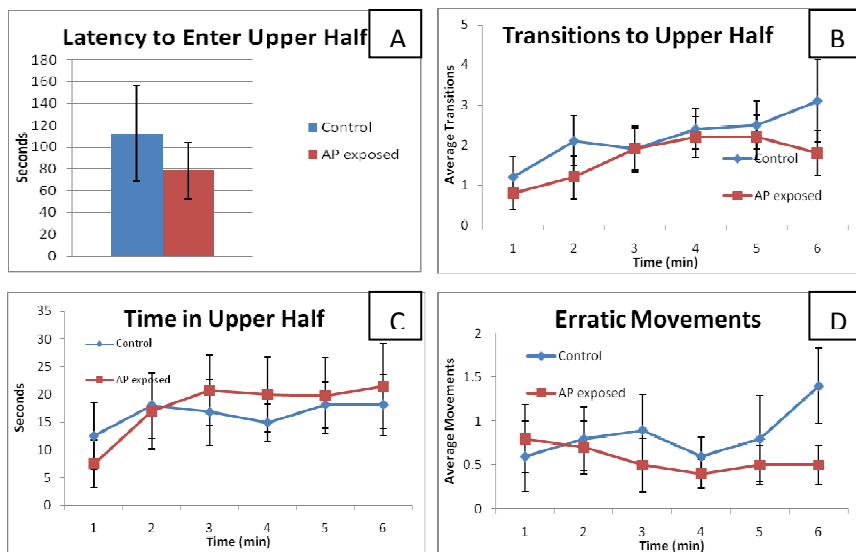 Latency to Enter Upper Half
A
180
160
140
120
100
80
60
40
20
0
Seconds
Control
AP exposed
Transitions to Upper Half
B
5
4
3
2
1
0
Average Transitions
Control
AP exposed
1 2 3 4 5 6
Time (min)
Time in Upper Half
C
35
30
25
20
15
10
5
0
Seconds
Control
AP exposed
1 2 3 4 5 6
Time (min)
Erratic Movements
D
2
1.5
1
0.5
0
Average Movements
Control
AP exposed
1 2 3 4 5 6
Time (min)